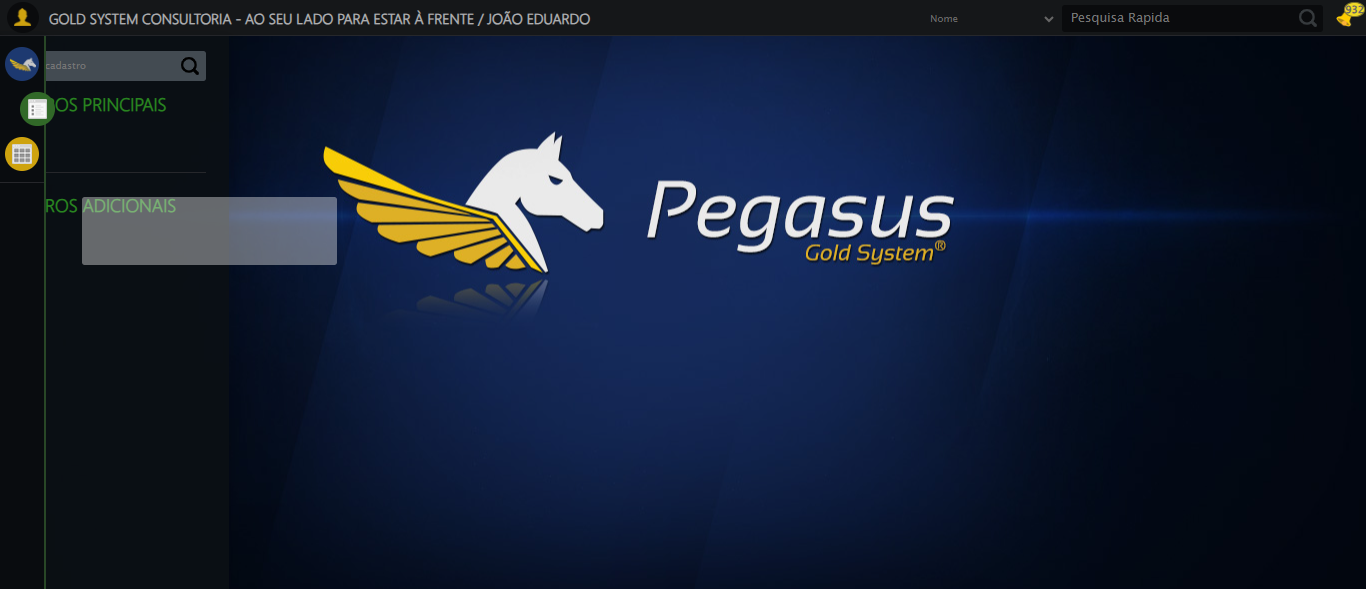 GOLD SYSTEM CONSULTORIA - AO SEU LADO PARA ESTAR À FRENTE / JOÃO EDUARDO
Nome
Pesquisa Rapida
932
cadastro
OS PRINCIPAIS
ROS ADICIONAIS
Pegasus
Gold System®